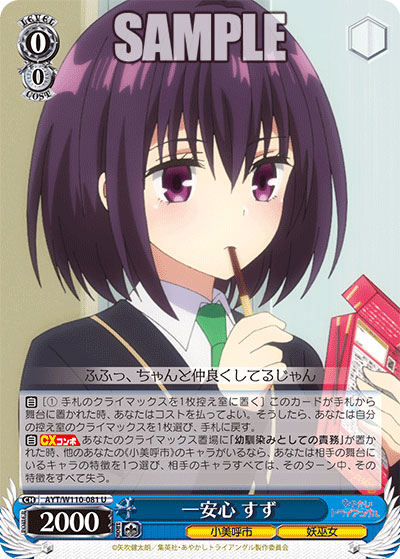 LEVEL
0
SAMPLE
0
COST
ふふっ、ちゃんと仲良くしてるじゃん
自 [① 手札のクライマックスを1枚控え室に置く] このカードが手札から
舞台に置かれた時、あなたはコストを払ってよい。そうしたら、あなたは自分
の控え室のクライマックスを1枚選び、手札に戻す。
自 CXコンボ あなたのクライマックス置場に「幼馴染みとしての責務」が置か
れた時、他のあなたの《小美呼市》のキャラがいるなら、あなたは相手の舞台
にいるキャラの特徴を1つ選び、相手のキャラすべては、そのターン中、その
特徴すべてを失う。
CH AYT/W110-081 U
2000
一安心 すず
あやかし
トライアングル
小美呼市
妖巫女
©矢吹健太朗／集英社・あやかしトライアングル製作委員会